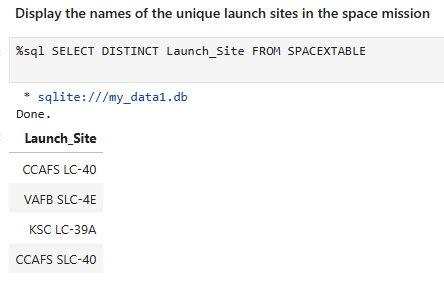 Display the names of the unique launch sites in the space mission
%sql SELECT DISTINCT Launch_Site FROM SPACEXTABLE
* sqlite:///my_data1.db
Done.
Launch_Site
CCAFS LC-40
VAFB SLC-4E
KSC LC-39A
CCAFS SLC-40